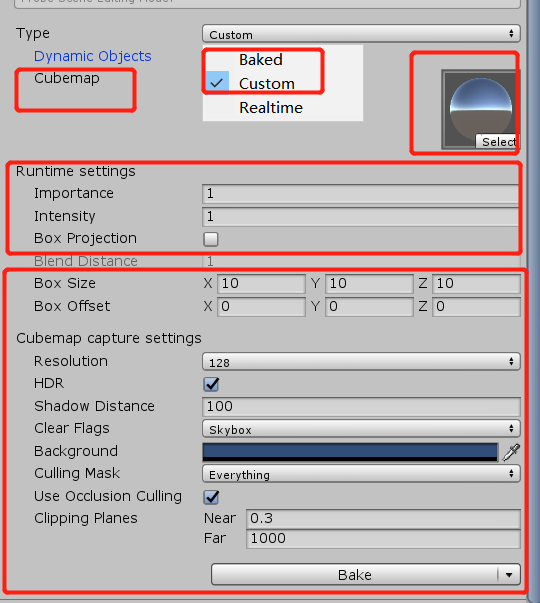 Probe Scene Editing Mode:
Type Custom
Dynamic Objects
Baked
Cubemap
Custom
Realtime
Select
Runtime settings
Importance 1
Intensity 1
Box Projection
Blend Distance 1
Box Size X 10 Y 10 Z 10
Box Offset X 0 Y 0 Z 0
Cubemap capture settings
Resolution 128
HDR
Shadow Distance 100
Clear Flags Skybox
Background
Culling Mask Everything
Use Occlusion Culling
Clipping Planes Near 0.3
Far 1000
Bake